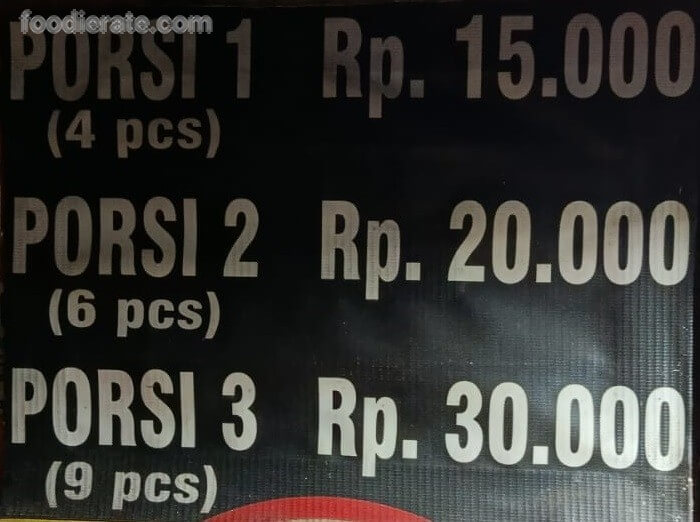 foodierate.com
PORSI 1 Rp. 15.000
(4 pcs)
PORSI 2 Rp. 20.000
(6 pcs)
PORSI 3 Rp. 30.000
(9 pcs)